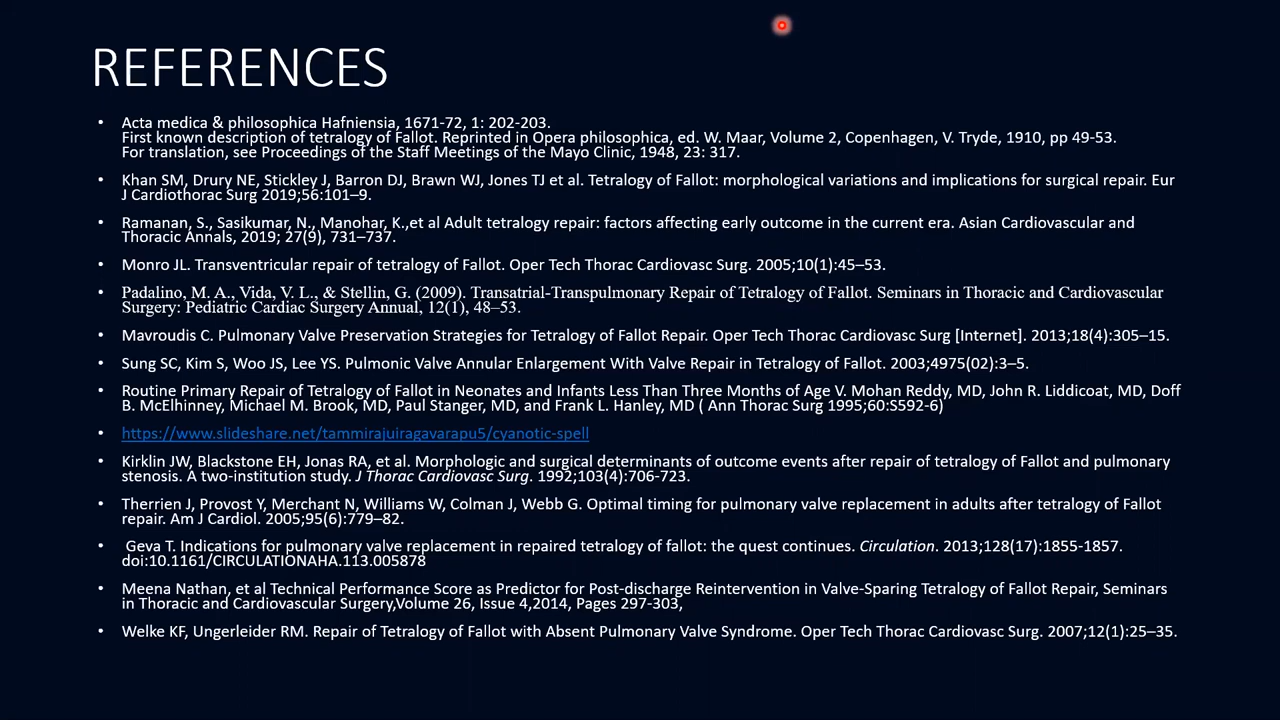 REFERENCES
• Acta medica & philosophica Hafniensia, 1671-72, 1: 202-203.
First known description of tetralogy of Fallot. Reprinted in Opera philosophica, ed. W. Maar, Volume 2, Copenhagen, V. Tryde, 1910, pp 49-53.
For translation, see Proceedings of the Staff Meetings of the Mayo Clinic, 1948, 23: 317.
• Khan SM, Drury NE, Stickley J, Barron DJ, Brawn WJ, Jones TJ et al. Tetralogy of Fallot: morphological variations and implications for surgical repair. Eur
J Cardiothorac Surg 2019;56:101–9.
• Ramanan, S., Sasikumar, N., Manohar, K.,et al Adult tetralogy repair: factors affecting early outcome in the current era. Asian Cardiovascular and
Thoracic Annals, 2019; 27(9), 731–737.
• Monro JL. Transventricular repair of tetralogy of Fallot. Oper Tech Thorac Cardiovasc Surg. 2005;10(1):45–53.
• Padalino, M. A., Vida, V. L., & Stellin, G. (2009). Transatrial-Transpulmonary Repair of Tetralogy of Fallot. Seminars in Thoracic and Cardiovascular
Surgery: Pediatric Cardiac Surgery Annual, 12(1), 48–53.
• Mavroudis C. Pulmonary Valve Preservation Strategies for Tetralogy of Fallot Repair. Oper Tech Thorac Cardiovasc Surg [Internet]. 2013;18(4):305–15.
• Sung SC, Kim S, Woo JS, Lee YS. Pulmonic Valve Annular Enlargement With Valve Repair in Tetralogy of Fallot. 2003;4975(02):3–5.
• Routine Primary Repair of Tetralogy of Fallot in Neonates and Infants Less Than Three Months of Age V. Mohan Reddy, MD, John R. Liddicoat, MD, Doff
B. McElhinney, Michael M. Brook, MD, Paul Stanger, MD, and Frank L. Hanley, MD ( Ann Thorac Surg 1995;60:S592-6)
• https://www.slideshare.net/tammirajuiragavarapu5/cyanotic-spell
• Kirklin JW, Blackstone EH, Jonas RA, et al. Morphologic and surgical determinants of outcome events after repair of tetralogy of Fallot and pulmonary
stenosis. A two-institution study. J Thorac Cardiovasc Surg. 1992;103(4):706-723.
• Therrien J, Provost Y, Merchant N, Williams W, Colman J, Webb G. Optimal timing for pulmonary valve replacement in adults after tetralogy of Fallot
repair. Am J Cardiol. 2005;95(6):779–82.
• Geva T. Indications for pulmonary valve replacement in repaired tetralogy of fallot: the quest continues. Circulation. 2013;128(17):1855-1857.
doi:10.1161/CIRCULATIONAHA.113.005878
• Meena Nathan, et al Technical Performance Score as Predictor for Post-discharge Reintervention in Valve-Sparing Tetralogy of Fallot Repair, Seminars
in Thoracic and Cardiovascular Surgery,Volume 26, Issue 4,2014, Pages 297-303,
• Welke KF, Ungerleider RM. Repair of Tetralogy of Fallot with Absent Pulmonary Valve Syndrome. Oper Tech Thorac Cardiovasc Surg. 2007;12(1):25–35.